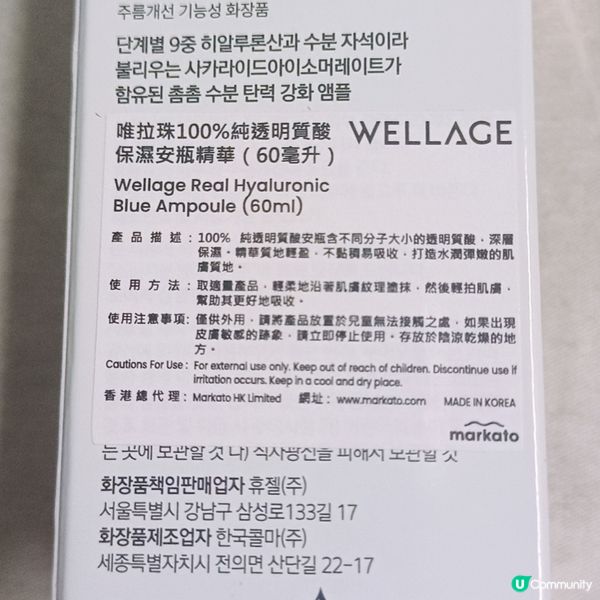 주름개선 기능성 화장품
단계별 9중 히알루론산과 수분 자석이라
불리우는 사카라이드아이소머레이트가
함유된 촘촘 수분 탄력 강화 앰플
唯拉珠100%純透明質酸 WELLAGE
保濕安瓶精華（60毫升）
Wellage Real Hyaluronic
Blue Ampoule (60ml)
產品描述：100% 純透明質酸安瓶含不同分子大小的透明質酸，深層
保濕。精華質地輕盈，不黏稠易吸收，打造水潤彈嫩的肌
膚質地。
使用方法：取適量產品，輕柔地沿著肌膚紋理塗抹，然後輕拍肌膚，
幫助其更好地吸收。
使用注意事項: 僅供外用，請將產品放置於兒童無法接觸之處，如果出現
皮膚敏感的跡象，請立即停止使用。存放於陰涼乾燥的地
方。
Cautions For Use : For external use only. Keep out of reach of children. Discontinue use if
irritation occurs. Keep in a cool and dry place.
香港總代理：Markato HK Limited 網址：www.markato.com MADE IN KOREA
markato
는 곳에 보관할 것 나) 직사광선을 피해서 보관할 것
화장품책임판매업자 휴젤(주)
서울특별시 강남구 삼성로133길 17
화장품제조업자 한국콜마(주)
세종특별자치시 전의면 산단길 22-17
U Community